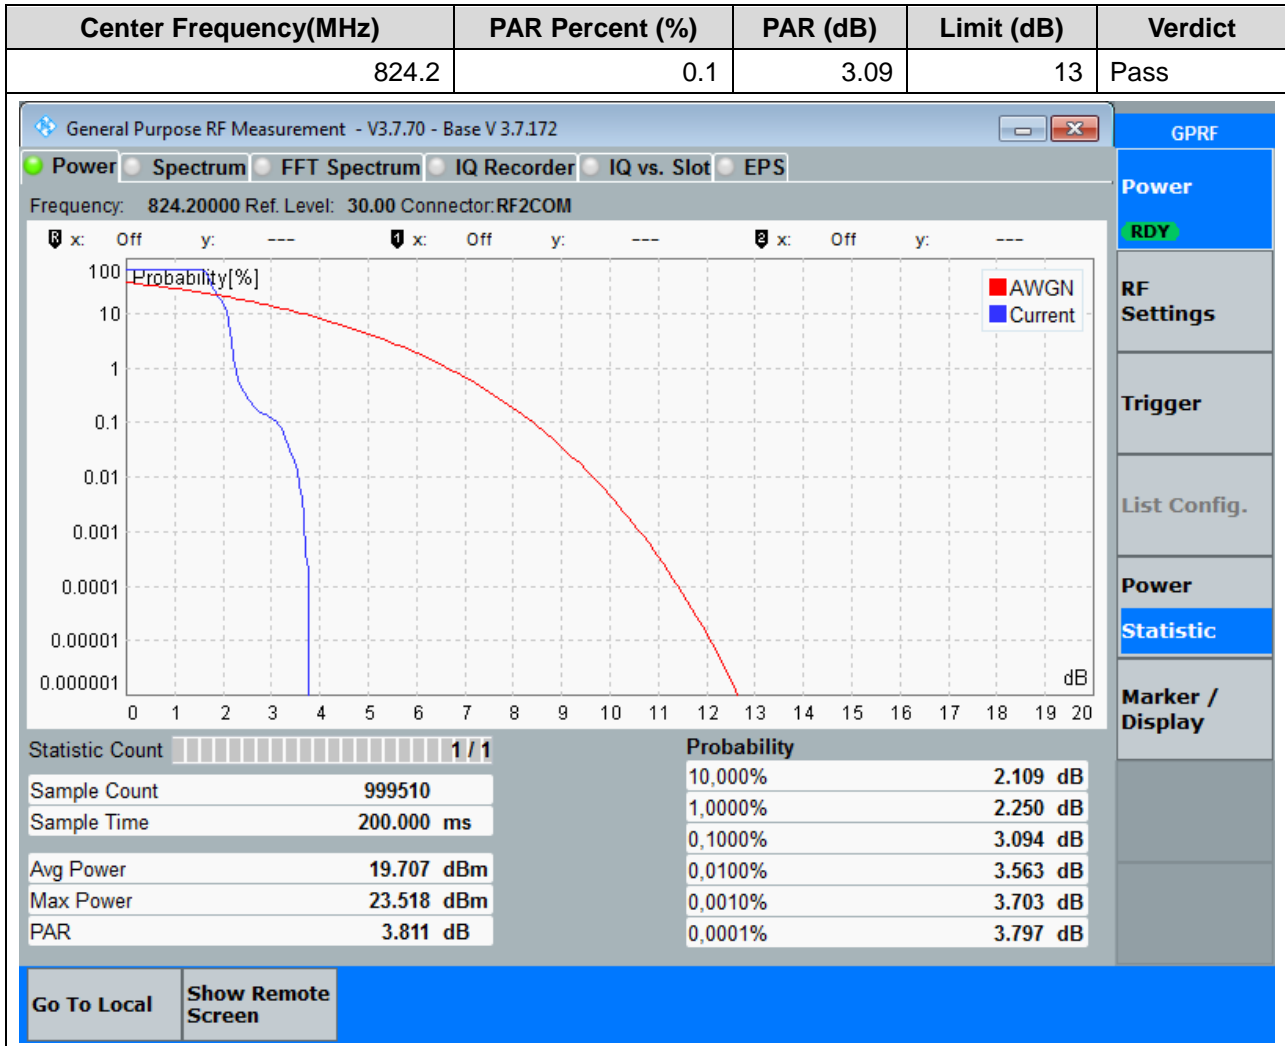 Center Frequency(MHz) PAR Percent (%) PAR (dB) Limit (dB) Verdict
824.2 0.1 3.09 13 Pass
General Purpose RF Measurement - V3.7.70 - Base V 3.7.172
GPRF
Power Spectrum FFT Spectrum IQ Recorder IQ vs. Slot EPS
Frequency: 824.20000 Ref. Level: 30.00 Connector:RF2COM
R x: Off y: --- 1 x: Off y: --- 2 x: Off y: ---
Probability[%]
AWGN
Current
100
10
1
0.1
0.01
0.001
0.0001
0.00001
0.000001
dB
0 1 2 3 4 5 6 7 8 9 10 11 12 13 14 15 16 17 18 19 20
Statistic Count 1 / 1
Sample Count 999510
Sample Time 200.000 ms
Avg Power 19.707 dBm
Max Power 23.518 dBm
PAR 3.811 dB
Probability
10,000% 2.109 dB
1,0000% 2.250 dB
0,1000% 3.094 dB
0,0100% 3.563 dB
0,0010% 3.703 dB
0,0001% 3.797 dB
Power
RDY
RF
Settings
Trigger
List Config.
Power
Statistic
Marker /
Display
Go To Local
Show Remote
Screen